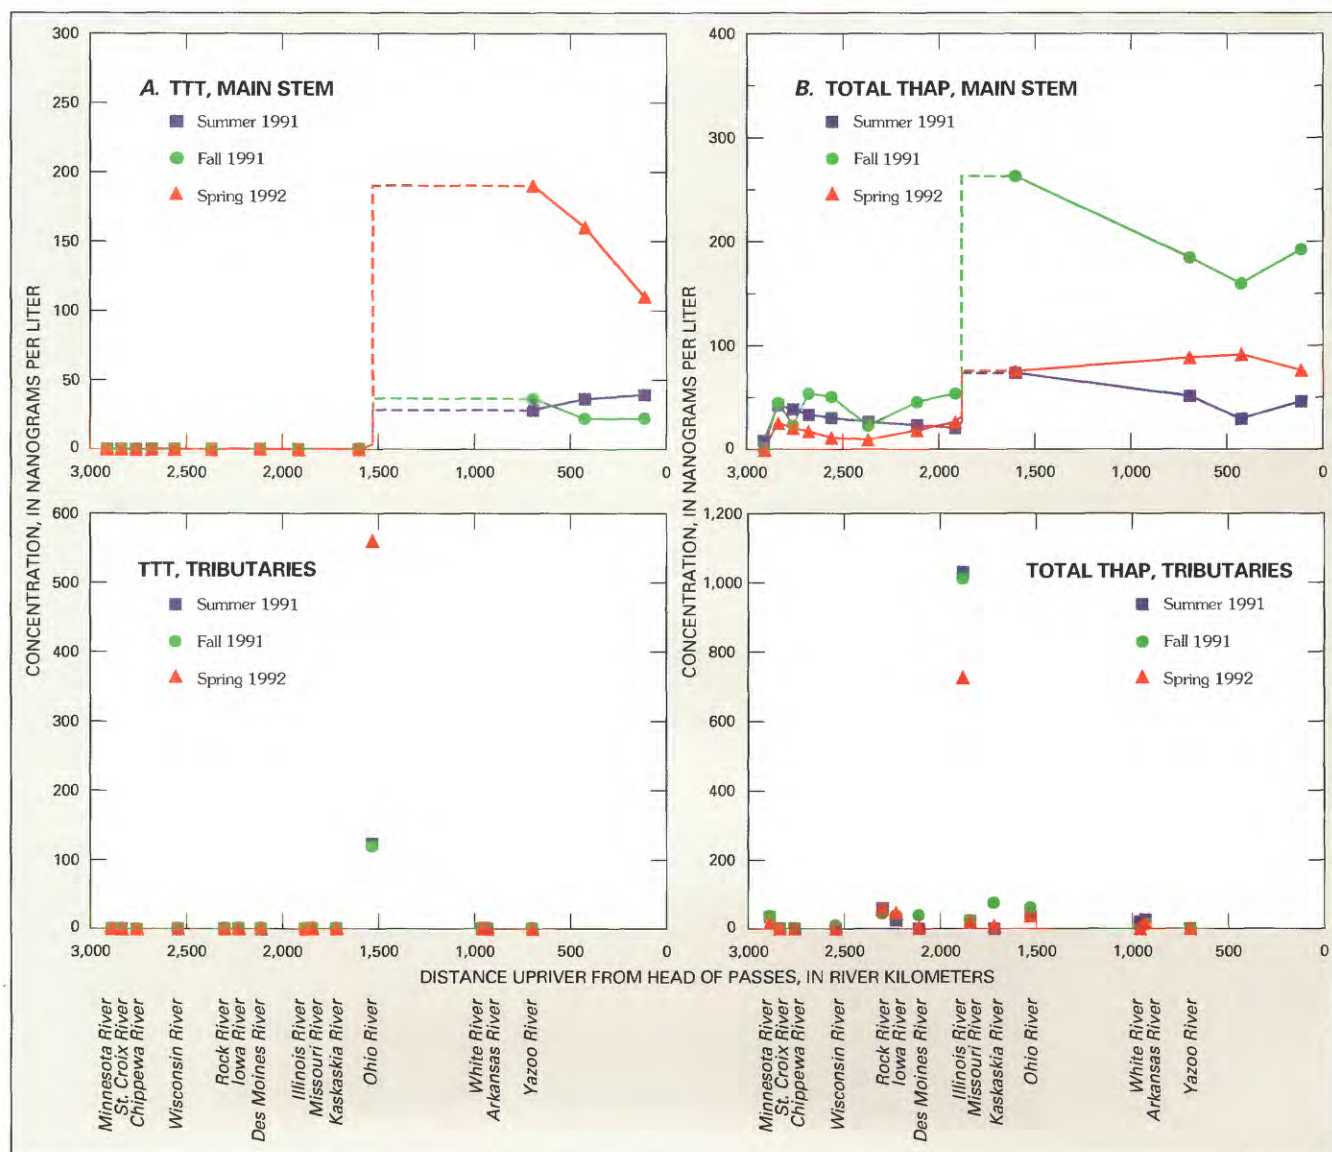 CONCENTRATION, IN NANOGRAMS PER LITER
A. TTT, MAIN STEM
Summer 1991
Fall 1991
Spring 1992
300
250
200
150
100
50
0
3,000 2,500 2,000 1,500 1,000 500 0
TTT, TRIBUTARIES
Summer 1991
Fall 1991
Spring 1992
600
500
400
300
200
100
0
3,000 2,500 2,000 1,500 1,000 500 0
CONCENTRATION, IN NANOGRAMS PER LITER
B. TOTAL THAP, MAIN STEM
Summer 1991
Fall 1991
Spring 1992
400
300
200
100
0
3,000 2,500 2,000 1,500 1,000 500 0
TOTAL THAP, TRIBUTARIES
Summer 1991
Fall 1991
Spring 1992
1,200
1,000
800
600
400
200
0
3,000 2,500 2,000 1,500 1,000 500 0
DISTANCE UPRIVER FROM HEAD OF PASSES, IN RIVER KILOMETERS
Minnesota River
St. Croix River
Chippewa River
Wisconsin River
Rock River
Iowa River
Des Moines River
Illinois River
Missouri River
Kaskaskia River
Ohio River
White River
Arkansas River
Yazoo River
Minnesota River
St. Croix River
Chippewa River
Wisconsin River
Rock River
Iowa River
Des Moines River
Illinois River
Missouri River
Kaskaskia River
Ohio River
White River
Arkansas River
Yazoo River